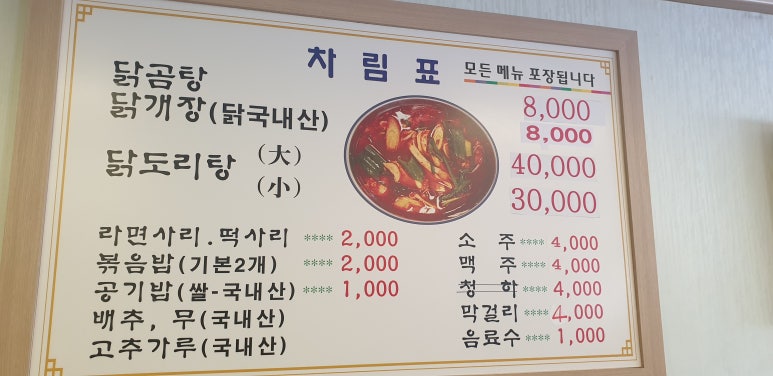 차림표
모든 메뉴 포장됩니다
닭곰탕 8,000
닭개장(닭국내산) 8,000
닭도리탕 (大) 40,000
(小) 30,000
라면사리.떡사리 **** 2,000
볶음밥(기본2개) **** 2,000
공기밥(쌀-국내산) **** 1,000
배추, 무(국내산)
고추가루(국내산)
소주 **** 4,000
맥주 **** 4,000
청하 **** 4,000
막걸리 **** 4,000
음료수 **** 1,000